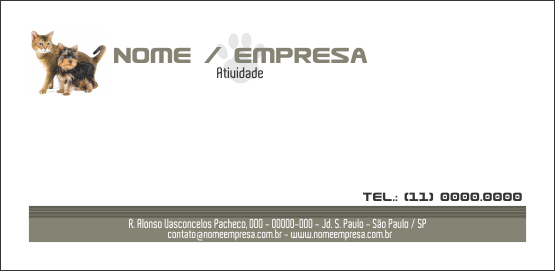 NOME / EMPRESA
Atividade
TEL.: (11) 0000.0000
R. Alonso Vasconcelos Pacheco, 000 - 00000-000 - Jd. S. Paulo - São Paulo / SP
contato@nomeempresa.com.br - www.nomeempresa.com.br